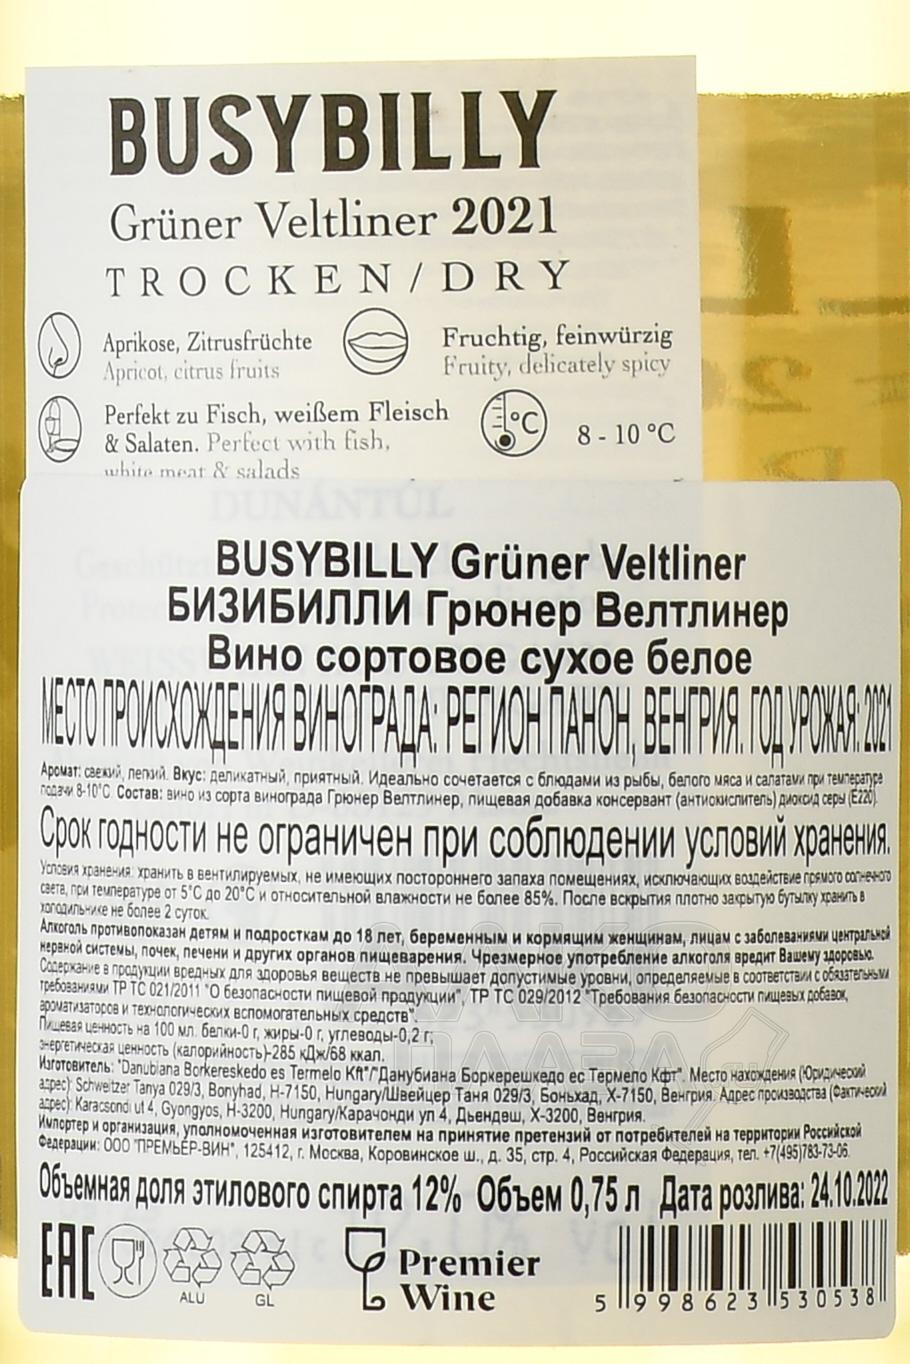 BUSYBILLY
Grüner Veltliner 2021
TROCKEN/DRY
Aprikose, Zitrusfrüchte
Apricot, citrus fruits
Fruchtig, feinwürzig
Fruity, delicately spicy
Perfekt zu Fisch, weißem Fleisch
& Salaten. Perfect with fish,
white meat & salads
°C
8 - 10 °C
DUNÁNTÚL
BUSYBILLY Grüner Veltliner
БИЗИБИЛЛИ Грюнер Велтлинер
Вино сортовое сухое белое
МЕСТО ПРОИСХОЖДЕНИЯ ВИНОГРАДА: РЕГИОН ПАНОН, ВЕНГРИЯ. ГОД УРОЖАЯ: 2021
Аромат: свежий, легкий. Вкус: деликатный, приятный. Идеально сочетается с блюдами из рыбы, белого мяса и салатами при температуре
подачи 8-10°С. Состав: вино из сорта винограда Грюнер Велтлинер, пищевая добавка консервант (антиокислитель) диоксид серы (Е220).
Срок годности не ограничен при соблюдении условий хранения.
Условия хранения: хранить в вентилируемых, не имеющих постороннего запаха помещениях, исключающих воздействие прямого солнечного
света, при температуре от 5°С до 20°С и относительной влажности не более 85%. После вскрытия плотно закрытую бутылку хранить в
холодильнике не более 2 суток.
Алкоголь противопоказан детям и подросткам до 18 лет, беременным и кормящим женщинам, лицам с заболеваниями центральной
нервной системы, почек, печени и других органов пищеварения. Чрезмерное употребление алкоголя вредит Вашему здоровью.
Содержание в продукции вредных для здоровья веществ не превышает допустимые уровни, определяемые в соответствии с обязательными
требованиями ТР ТС 021/2011 "О безопасности пищевой продукции", ТР ТС 029/2012 "Требования безопасности пищевых добавок,
ароматизаторов и технологических вспомогательных средств".
Пищевая ценность на 100 мл. белки-0 г, жиры-0 г, углеводы-0,2 г;
энергетическая ценность (калорийность)-285 кДж/68 ккал.
Изготовитель: "Danubiana Borkereskedo es Termelo Kft"/"Данубиана Боркерешкедо ес Термело Кфт". Место нахождения (Юридический
адрес): Schweitzer Tanya 029/3, Bonyhad, H-7150, Hungary/Швейцер Таня 029/3, Боньхад, Х-7150, Венгрия. Адрес производства (Фактический
адрес): Karacsond ut 4, Gyongyos, H-3200, Hungary/Карачонди ул 4, Дьендеш, Х-3200, Венгрия.
Импортер и организация, уполномоченная изготовителем на принятие претензий от потребителей на территории Российской
Федерации: ООО "ПРЕМЬЕР-ВИН", 125412, г. Москва, Коровинское ш., д. 35, стр. 4, Российская Федерация, тел. +7(495)783-73-06.
Объемная доля этилового спирта 12% Объем 0,75 л Дата розлива: 24.10.2022
EAC
ALU
GL
Premier
Wine
5 998623 530538